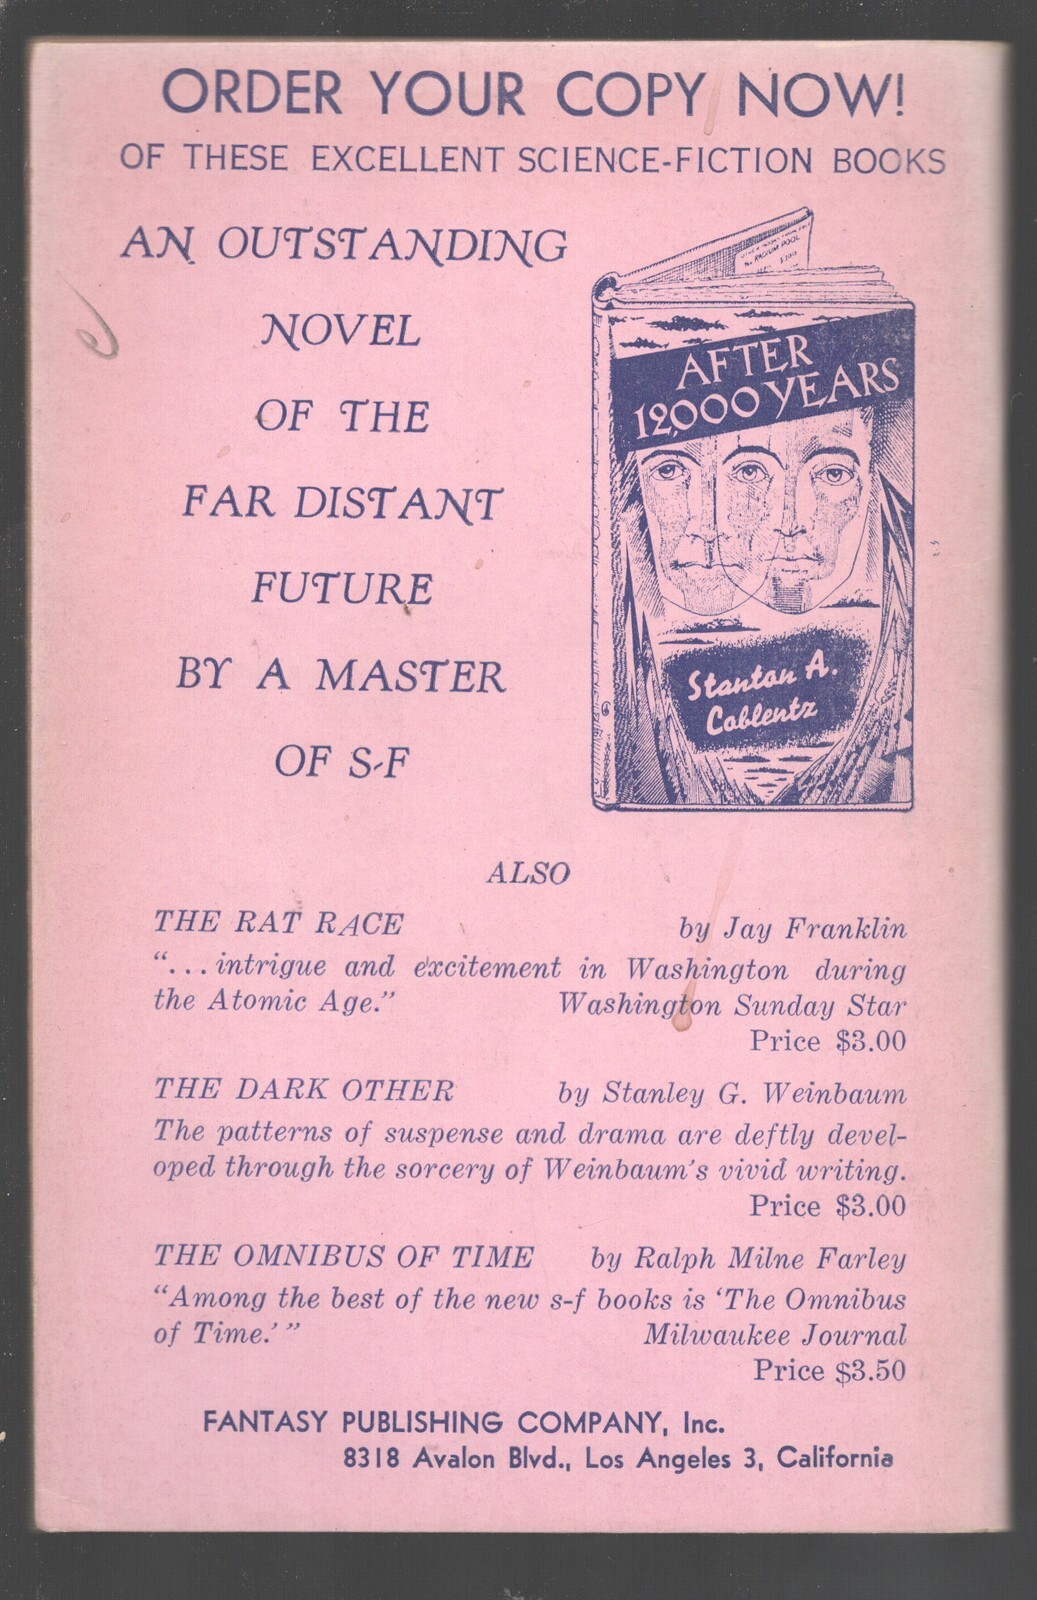 ORDER YOUR COPY NOW!
OF THESE EXCELLENT SCIENCE-FICTION BOOKS
AN OUTSTANDING
NOVEL
OF THE
FAR DISTANT
FUTURE
BY A MASTER
OF S-F
RADIUM POOL
AFTER
12,000 YEARS
Stanton A.
Coblentz
ALSO
THE RAT RACE by Jay Franklin
“... intrigue and excitement in Washington during
the Atomic Age.” Washington Sunday Star
Price $3.00
THE DARK OTHER by Stanley G. Weinbaum
The patterns of suspense and drama are deftly devel-
oped through the sorcery of Weinbaum's vivid writing.
Price $3.00
THE OMNIBUS OF TIME by Ralph Milne Farley
“Among the best of the new s-f books is ‘The Omnibus
of Time.’ ” Milwaukee Journal
Price $3.50
FANTASY PUBLISHING COMPANY, Inc.
8318 Avalon Blvd., Los Angeles 3, California